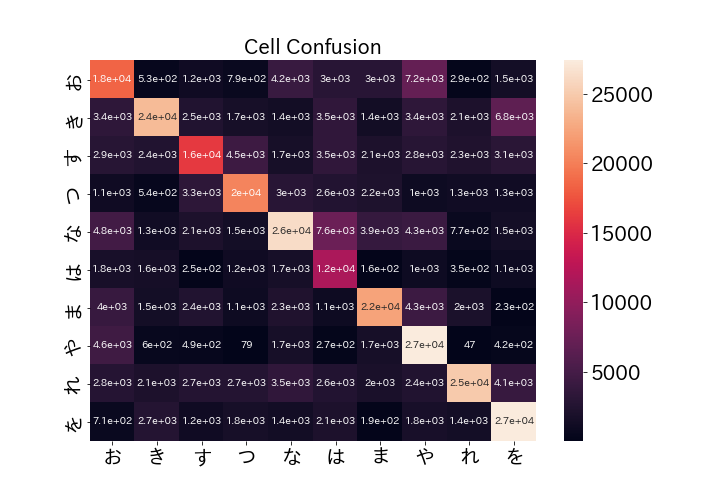 Cell Confusion
お 1.8e+04 5.3e+02 1.2e+03 7.9e+02 4.2e+03 3e+03 3e+03 7.2e+03 2.9e+02 1.5e+03
き 3.4e+03 2.4e+04 2.5e+03 1.7e+03 1.4e+03 3.5e+03 1.4e+03 3.4e+03 2.1e+03 6.8e+03
す 2.9e+03 2.4e+03 1.6e+04 4.5e+03 1.7e+03 3.5e+03 2.1e+03 2.8e+03 2.3e+03 3.1e+03
つ 1.1e+03 5.4e+02 3.3e+03 2e+04 3e+03 2.6e+03 2.2e+03 1e+03 1.3e+03 1.3e+03
な 4.8e+03 1.3e+03 2.1e+03 1.5e+03 2.6e+04 7.6e+03 3.9e+03 4.3e+03 7.7e+02 1.5e+03
は 1.8e+03 1.6e+03 2.5e+02 1.2e+03 1.7e+03 1.2e+04 1.6e+02 1e+03 3.5e+02 1.1e+03
ま 4e+03 1.5e+03 2.4e+03 1.1e+03 2.3e+03 1.1e+03 2.2e+04 4.3e+03 2e+03 2.3e+02
や 4.6e+03 6e+02 4.9e+02 79 1.7e+03 2.7e+02 1.7e+03 2.7e+04 47 4.2e+02
れ 2.8e+03 2.1e+03 2.7e+03 2.7e+03 3.5e+03 2.6e+03 2e+03 2.4e+03 2.5e+04 4.1e+03
を 7.1e+02 2.7e+03 1.2e+03 1.8e+03 1.4e+03 2.1e+03 1.9e+02 1.8e+03 1.4e+03 2.7e+04
お き す つ な は ま や れ を
25000
20000
15000
10000
5000